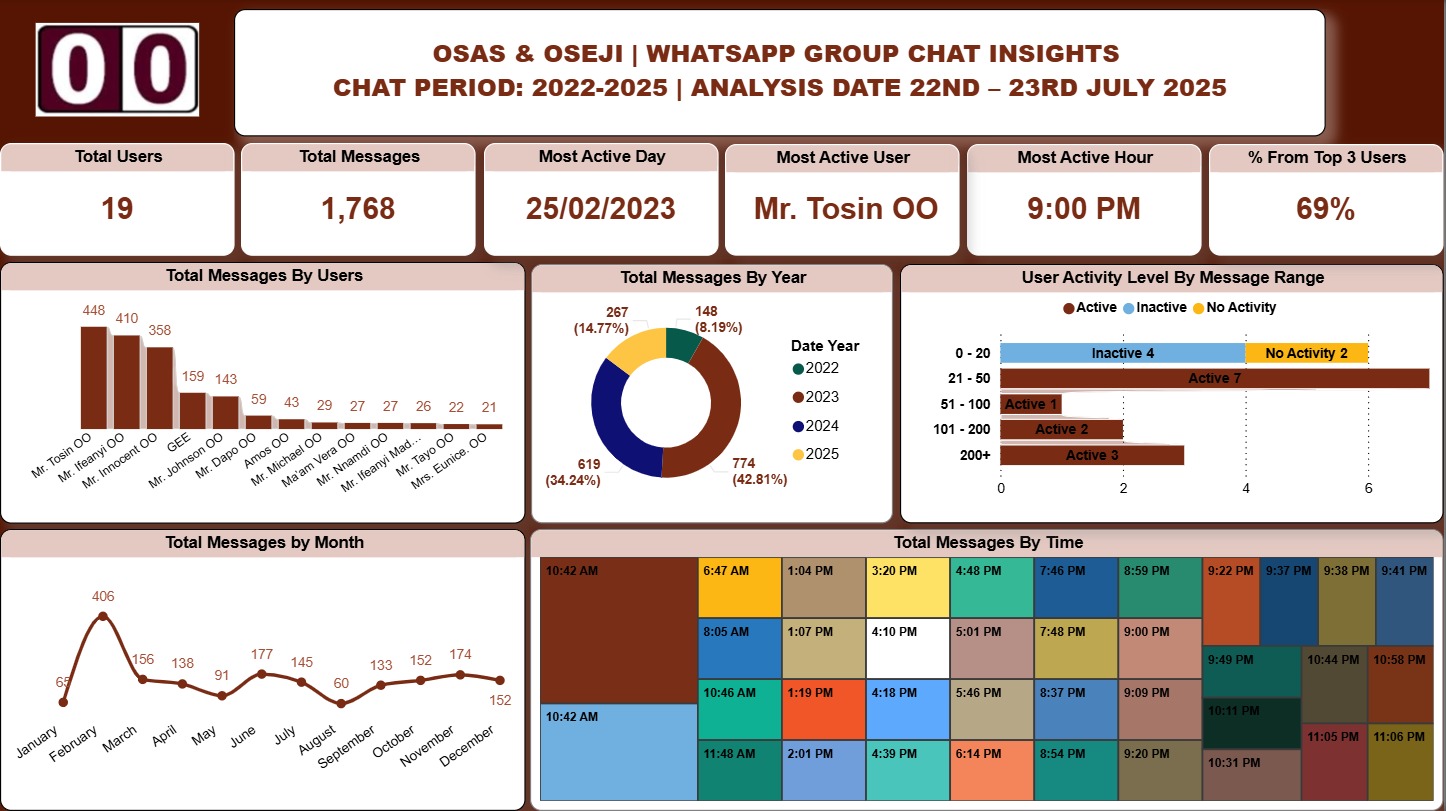 00
OSAS & OSEJI | WHATSAPP GROUP CHAT INSIGHTS
CHAT PERIOD: 2022-2025 | ANALYSIS DATE 22ND – 23RD JULY 2025
Total Users
19
Total Messages
1,768
Most Active Day
25/02/2023
Most Active User
Mr. Tosin OO
Most Active Hour
9:00 PM
% From Top 3 Users
69%
Total Messages By Users
448
410
358
159
143
59
43
29
27
27
26
22
21
Mr. Tosin OO
Mr. Ifeanyi OO
Mr. Innocent OO
GEE
Mr. Johnson OO
Mr. Dapo OO
Amos OO
Mr. Michael OO
Ma'am Vera OO
Mr. Nnamdi OO
Mr. Ifeanyi Mad...
Mr. Tayo OO
Mrs. Eunice. OO
Total Messages By Year
267
(14.77%)
148
(8.19%)
619
(34.24%)
774
(42.81%)
Date Year
2022
2023
2024
2025
User Activity Level By Message Range
Active Inactive No Activity
0 - 20 Inactive 4 No Activity 2
21 - 50 Active 7
51 - 100 Active 1
101 - 200 Active 2
200+ Active 3
0 2 4 6
Total Messages by Month
65
406
156
138
91
177
145
60
133
152
174
152
January
February
March
April
May
June
July
August
September
October
November
December
Total Messages By Time
10:42 AM
10:42 AM
6:47 AM
8:05 AM
10:46 AM
11:48 AM
1:04 PM
1:07 PM
1:19 PM
2:01 PM
3:20 PM
4:10 PM
4:18 PM
4:39 PM
4:48 PM
5:01 PM
5:46 PM
6:14 PM
7:46 PM
7:48 PM
8:37 PM
8:54 PM
8:59 PM
9:00 PM
9:09 PM
9:20 PM
9:22 PM
9:37 PM
9:38 PM
9:41 PM
9:49 PM
10:11 PM
10:31 PM
10:44 PM
10:58 PM
11:05 PM
11:06 PM